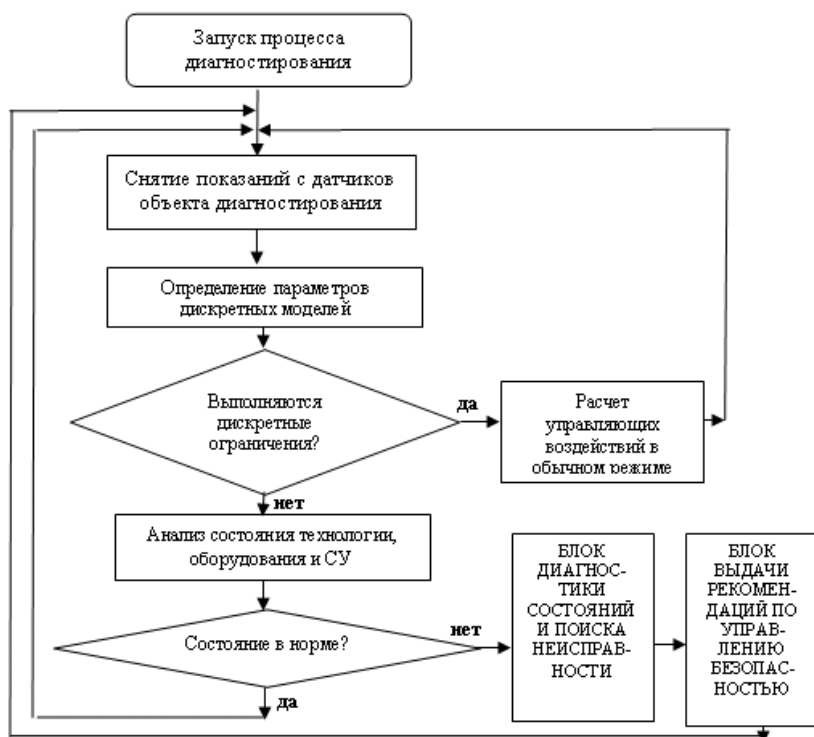 Запуск процесса
диагностирования
Снятие показаний с датчиков
объекта диагностирования
Определение параметров
дискретных моделей
Выполняются
дискретные
ограничения?
да
Расчет
управляющих
воздействий в
обычном режиме
нет
Анализ состояния технологии,
оборудования и СУ
Состояние в норме?
нет
да
БЛОК
ДИАГНОС-
ТИКИ
СОСТОЯНИЙ
И ПОИСКА
НЕИСПРАВ-
НОСТИ
БЛОК
ВЫДАЧИ
РЕКОМЕН-
ДАЦИЙ ПО
УПРАВ-
ЛЕНИЮ
БЕЗОПАС-
НОСТЬЮ